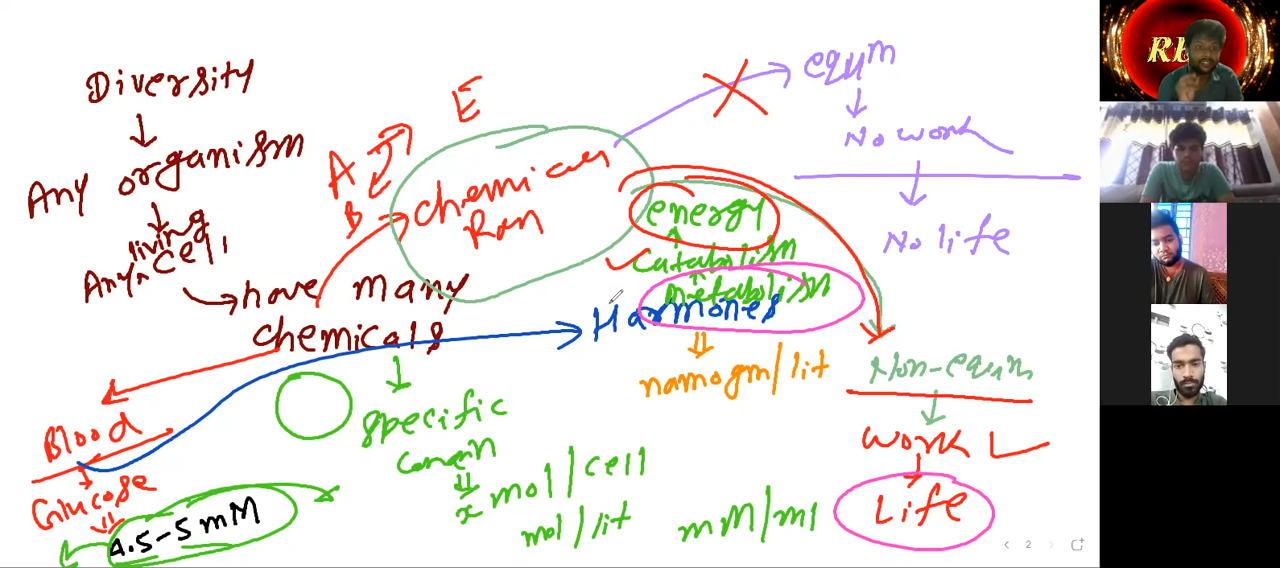 Diversity
Any organism
living
Any cell
have many
chemicals
Blood
Glucose
4.5-5 mM
specific
mol/cell
mol/lit
mM/ml
A
B
E
chemical
Rxn
energy
catabolism
metabolism
Harmones
namogm/lit
equm
No work
No life
Non-equm
work
Life
2